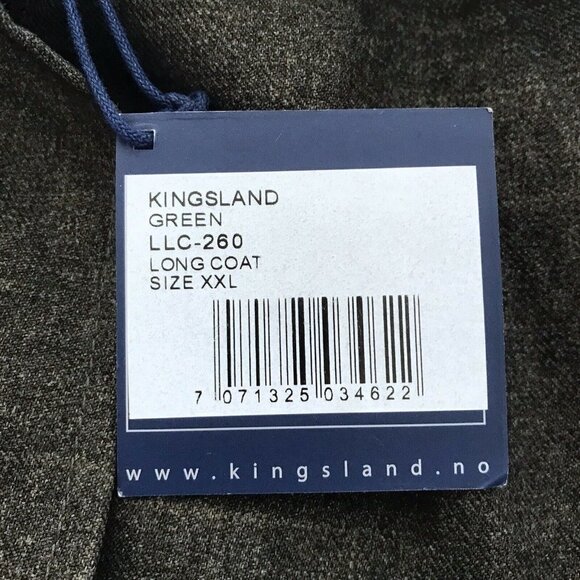 KINGSLAND
GREEN
LLC-260
LONG COAT
SIZE XXL
7 071325 034622
www.kingsland.no